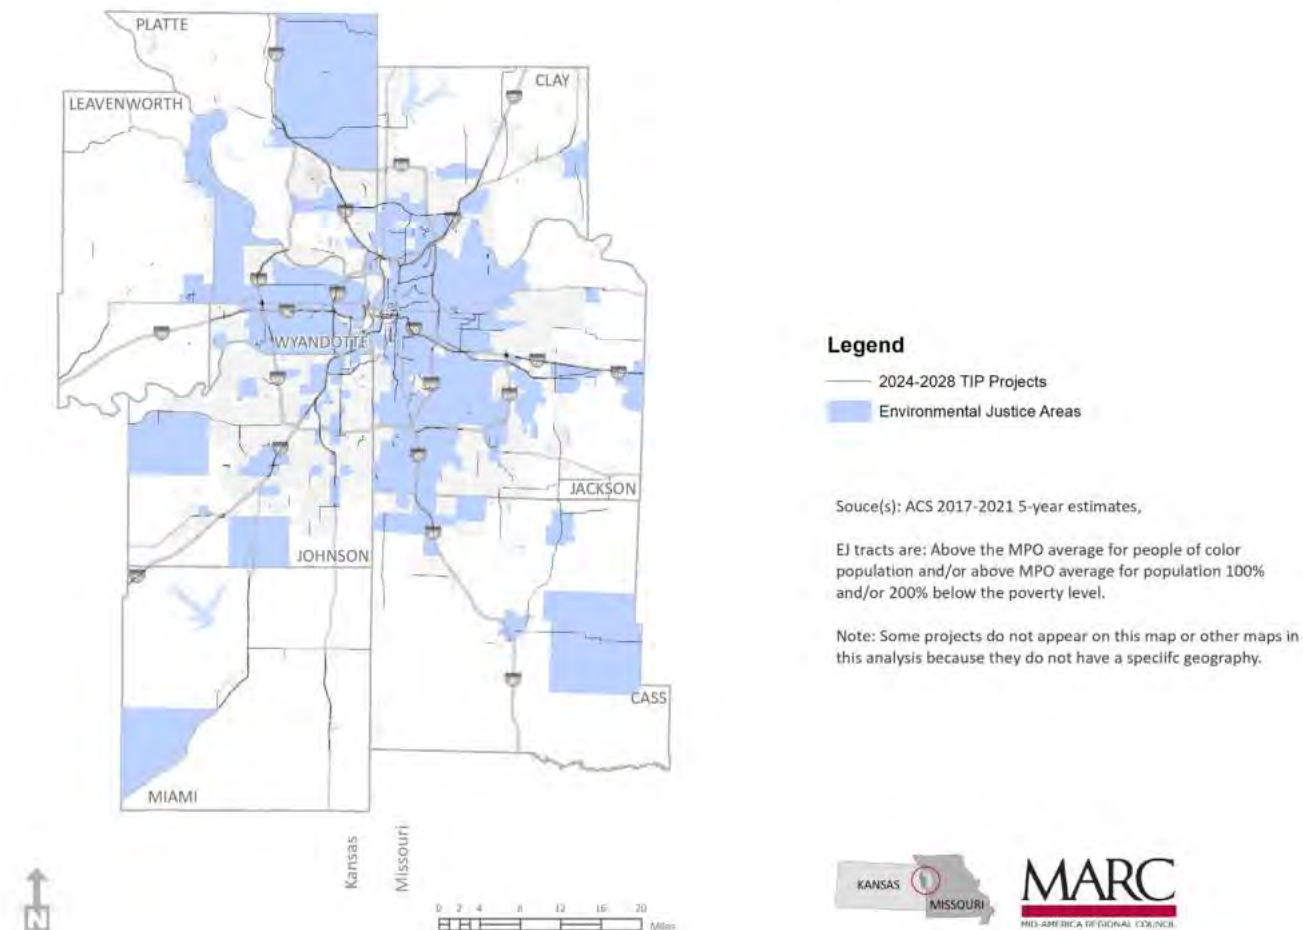 PLATTE
CLAY
LEAVENWORTH
WYANDOTTE
JACKSON
JOHNSON
CASS
MIAMI
Kansas
Missouri
N
0 2 4 8 12 16 20
Miles
Legend
2024-2028 TIP Projects
Environmental Justice Areas
Souce(s): ACS 2017-2021 5-year estimates,
EJ tracts are: Above the MPO average for people of color
population and/or above MPO average for population 100%
and/or 200% below the poverty level.
Note: Some projects do not appear on this map or other maps in
this analysis because they do not have a speciifc geography.
KANSAS
MISSOURI
MARC
MID-AMERICA REGIONAL COUNCIL